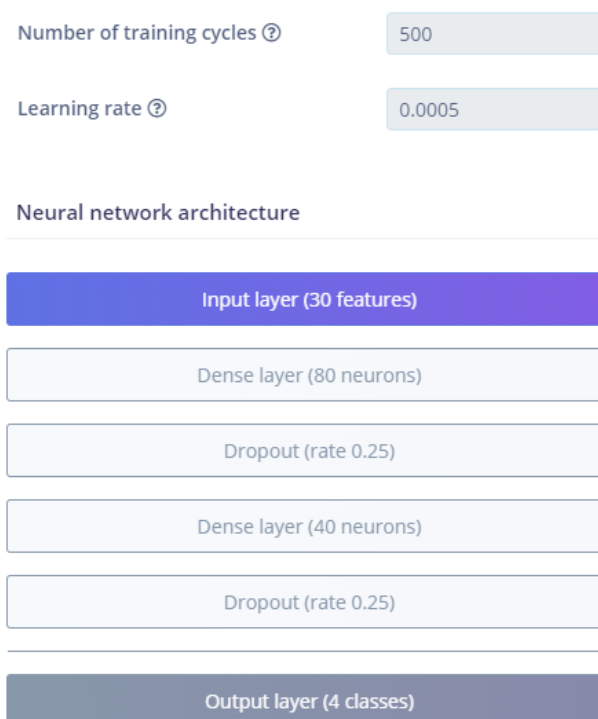 Number of training cycles ?
500
Learning rate ?
0.0005
Neural network architecture
Input layer (30 features)
Dense layer (80 neurons)
Dropout (rate 0.25)
Dense layer (40 neurons)
Dropout (rate 0.25)
Output layer (4 classes)